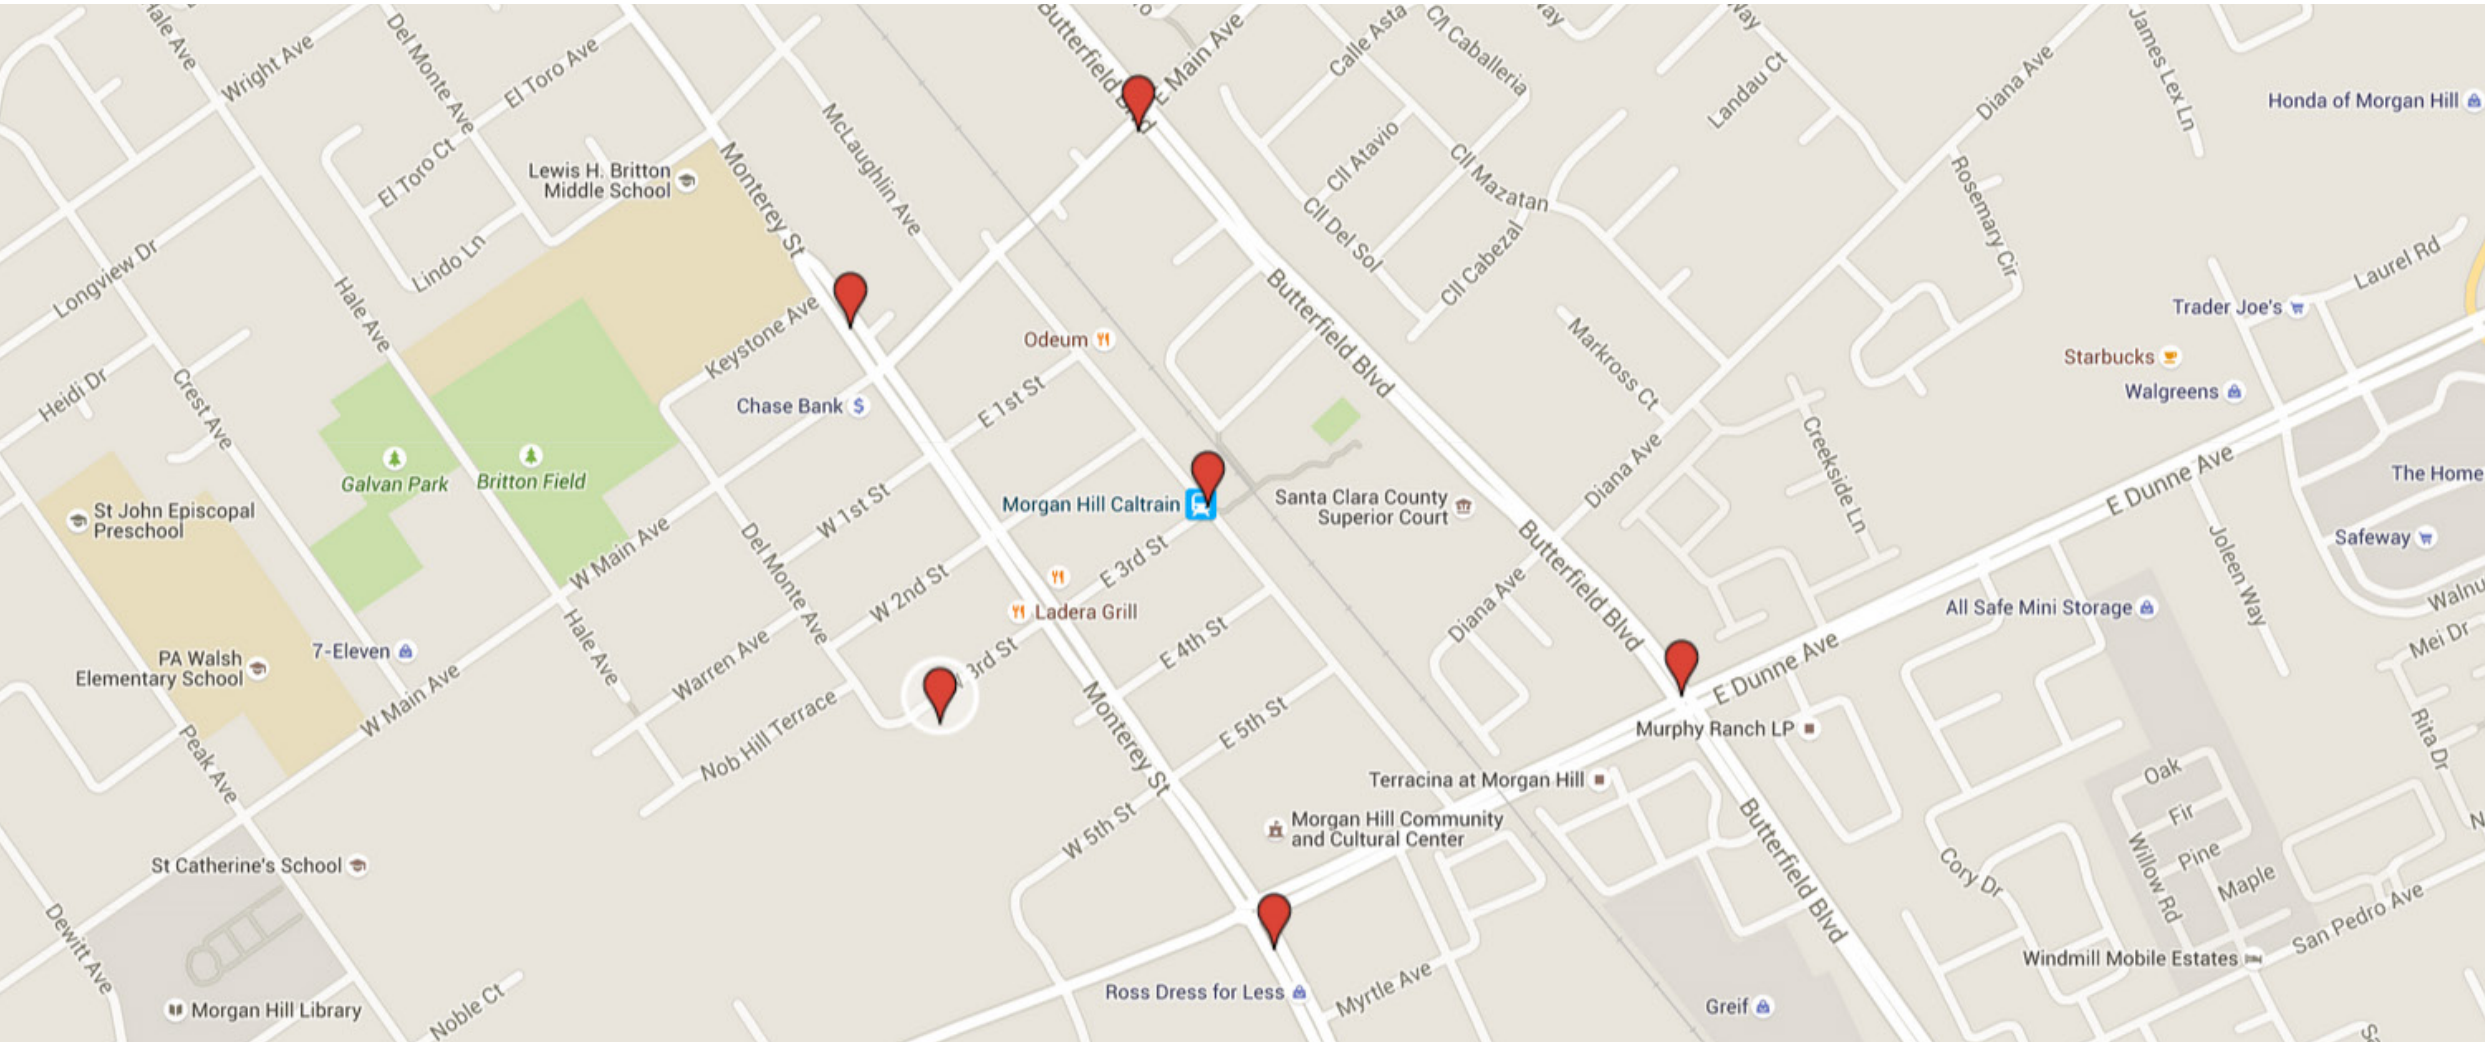 Hale Ave
Wright Ave
Del Monte Ave
El Toro Ave
Butterfield Blvd
E Main Ave
Calle Asta
Cll Caballeria
Way
Way
Landau Ct
Diana Ave
James Lex Ln
Honda of Morgan Hill
El Toro Ct
Lewis H. Britton
Middle School
Monterey St
McLaughlin Ave
Cll Atavio
Cll Mazatan
Rosemary Cir
Cll Del Sol
Cll Cabezal
Longview Dr
Lindo Ln
Hale Ave
Keystone Ave
Odeum
Butterfield Blvd
Markross Ct
Laurel Rd
Trader Joe's
Starbucks
Walgreens
Heidi Dr
Crest Ave
Chase Bank
E 1st St
Galvan Park
Britton Field
Morgan Hill Caltrain
Santa Clara County
Superior Court
Diana Ave
Creekside Ln
E Dunne Ave
The Home
Safeway
St John Episcopal
Preschool
W Main Ave
W 1st St
Del Monte Ave
E 3rd St
Butterfield Blvd
Joleen Way
Walnu
W 2nd St
Ladera Grill
Diana Ave
All Safe Mini Storage
Mei Dr
7-Eleven
PA Walsh
Elementary School
Hale Ave
Warren Ave
3rd St
E 4th St
E Dunne Ave
W Main Ave
Nob Hill Terrace
Monterey St
E 5th St
Murphy Ranch LP
Rita Dr
Peak Ave
Terracina at Morgan Hill
Oak
Fir
Pine
Maple
Willow Rd
W 5th St
Morgan Hill Community
and Cultural Center
Butterfield Blvd
Cory Dr
St Catherine's School
San Pedro Ave
Dewitt Ave
Windmill Mobile Estates
Ross Dress for Less
Myrtle Ave
Greif
Morgan Hill Library
Noble Ct